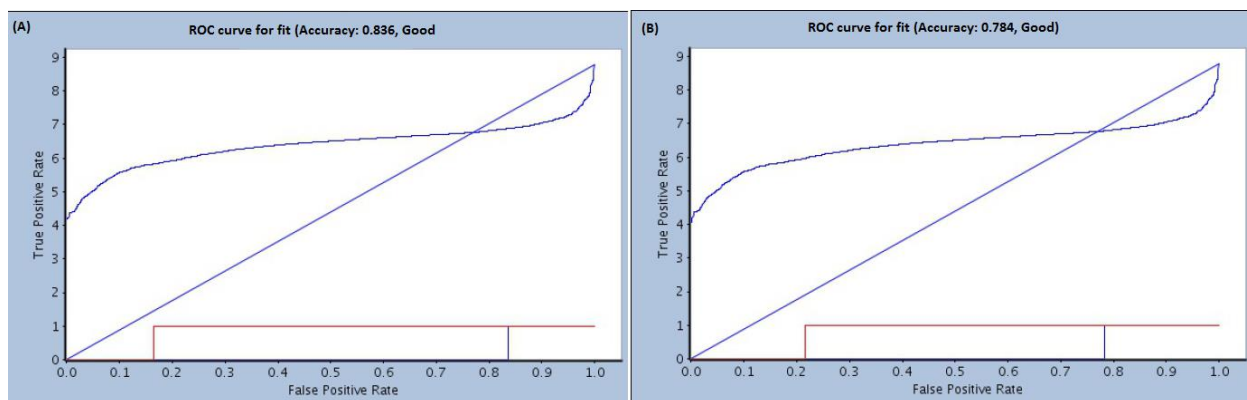 (A)
ROC curve for fit (Accuracy: 0.836, Good
9
8
7
6
5
4
3
2
1
0
True Positive Rate
0.0 0.1 0.2 0.3 0.4 0.5 0.6 0.7 0.8 0.9 1.0
False Positive Rate
(B)
ROC curve for fit (Accuracy: 0.784, Good)
9
8
7
6
5
4
3
2
1
0
True Positive Rate
0.0 0.1 0.2 0.3 0.4 0.5 0.6 0.7 0.8 0.9 1.0
False Positive Rate